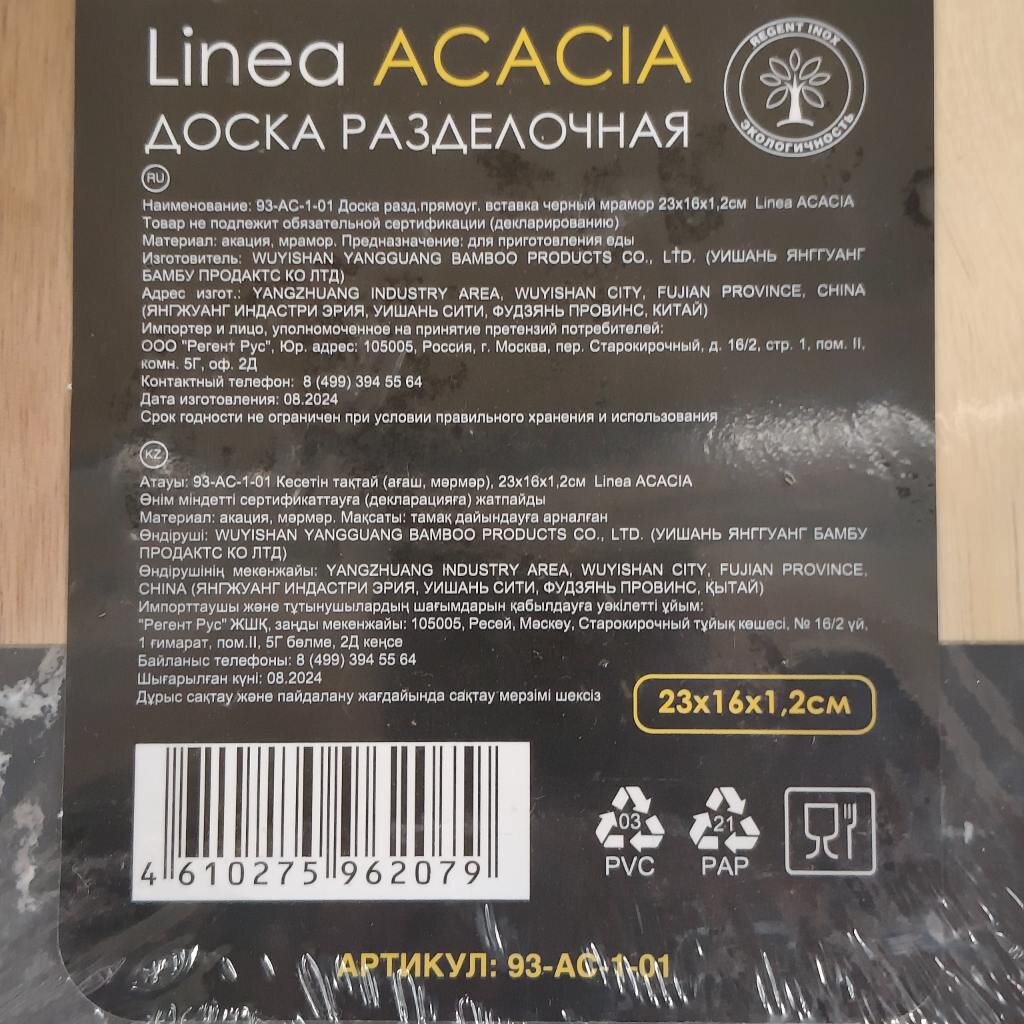 Linea ACACIA
REGENT INOX
ЭКОЛОГИЧНОСТЬ
ДОСКА РАЗДЕЛОЧНАЯ
RU
Наименование: 93-AC-1-01 Доска разд.прямоуг. вставка черный мрамор 23x16x1,2см Linea ACACIA
Товар не подлежит обязательной сертификации (декларированию)
Материал: акация, мрамор. Предназначение: для приготовления еды
Изготовитель: WUYISHAN YANGGUANG BAMBOO PRODUCTS CO., LTD. (УИШАНЬ ЯНГГУАНГ
БАМБУ ПРОДАКТС КО ЛТД)
Адрес изгот.: YANGZHUANG INDUSTRY AREA, WUYISHAN CITY, FUJIAN PROVINCE, CHINA
(ЯНГЖУАНГ ИНДАСТРИ ЭРИЯ, УИШАНЬ СИТИ, ФУДЗЯНЬ ПРОВИНС, КИТАЙ)
Импортер и лицо, уполномоченное на принятие претензий потребителей:
ООО "Регент Рус", Юр. адрес: 105005, Россия, г. Москва, пер. Старокирочный, д. 16/2, стр. 1, пом. II,
комн. 5Г, оф. 2Д
Контактный телефон: 8 (499) 394 55 64
Дата изготовления: 08.2024
Срок годности не ограничен при условии правильного хранения и использования
KZ
Атауы: 93-AC-1-01 Кесетін тақтай (ағаш, мәрмәр), 23x16x1,2см Linea ACACIA
Өнім міндетті сертификаттауға (декларацияға) жатпайды
Материал: акация, мәрмәр. Мақсаты: тамақ дайындауға арналған
Өндіруші: WUYISHAN YANGGUANG BAMBOO PRODUCTS CO., LTD. (УИШАНЬ ЯНГГУАНГ БАМБУ
ПРОДАКТС КО ЛТД)
Өндірушінің мекенжайы: YANGZHUANG INDUSTRY AREA, WUYISHAN CITY, FUJIAN PROVINCE,
CHINA (ЯНГЖУАНГ ИНДАСТРИ ЭРИЯ, УИШАНЬ СИТИ, ФУДЗЯНЬ ПРОВИНС, ҚЫТАЙ)
Импорттаушы және тұтынушылардың шағымдарын қабылдауға уәкілетті ұйым:
"Регент Рус" ЖШҚ, заңды мекенжайы: 105005, Ресей, Мәскеу, Старокирочный тұйық көшесі, № 16/2 үй,
1 ғимарат, пом.II, 5Г бөлме, 2Д кеңсе
Байланыс телефоны: 8 (499) 394 55 64
Шығарылған күні: 08.2024
Дұрыс сақтау және пайдалану жағдайында сақтау мерзімі шексіз
23x16x1,2см
4 610275 962079
03
PVC
21
PAP
АРТИКУЛ: 93-AC-1-01